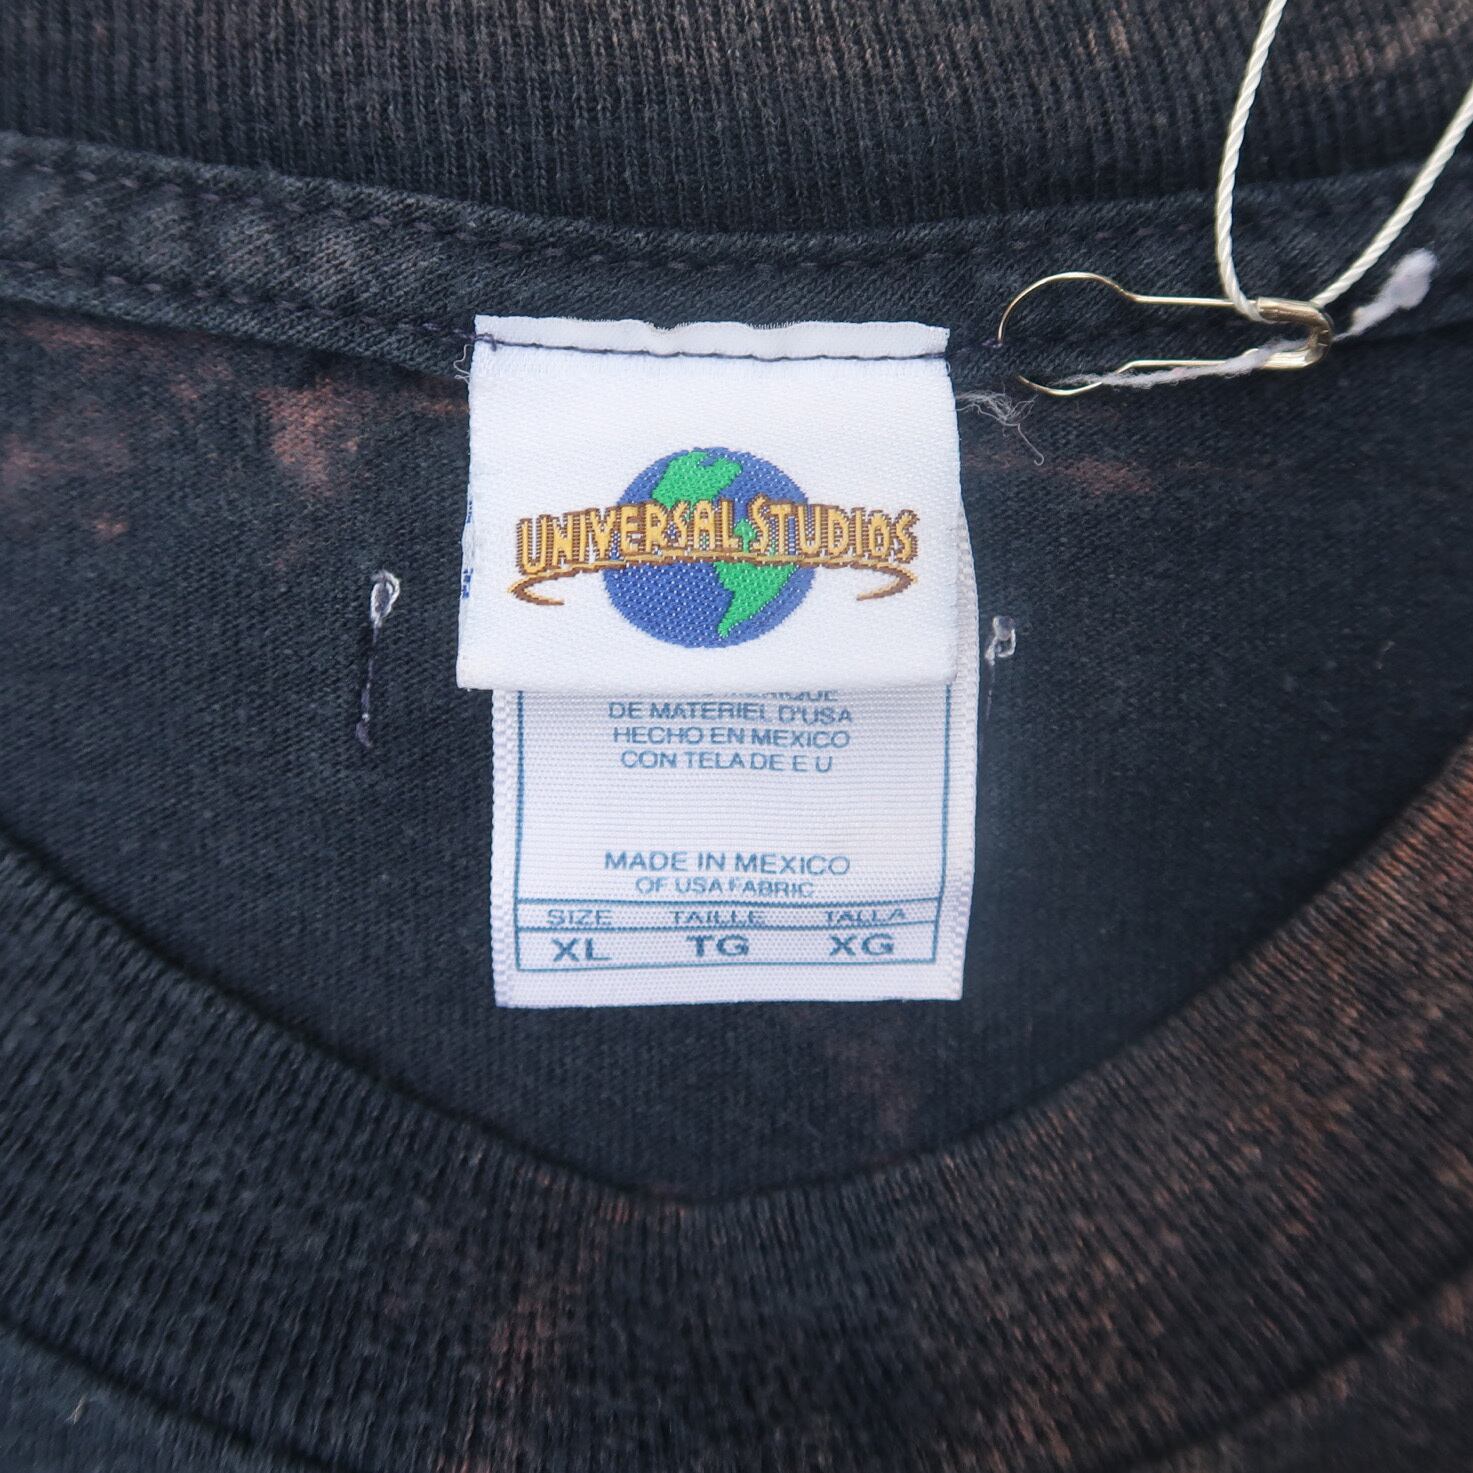 UNIVERSAL STUDIOS
DE MATERIEL D'USA
HECHO EN MEXICO
CON TELA DE E U
MADE IN MEXICO
OF USA FABRIC
SIZE TAILLE TALLA
XL TG XG